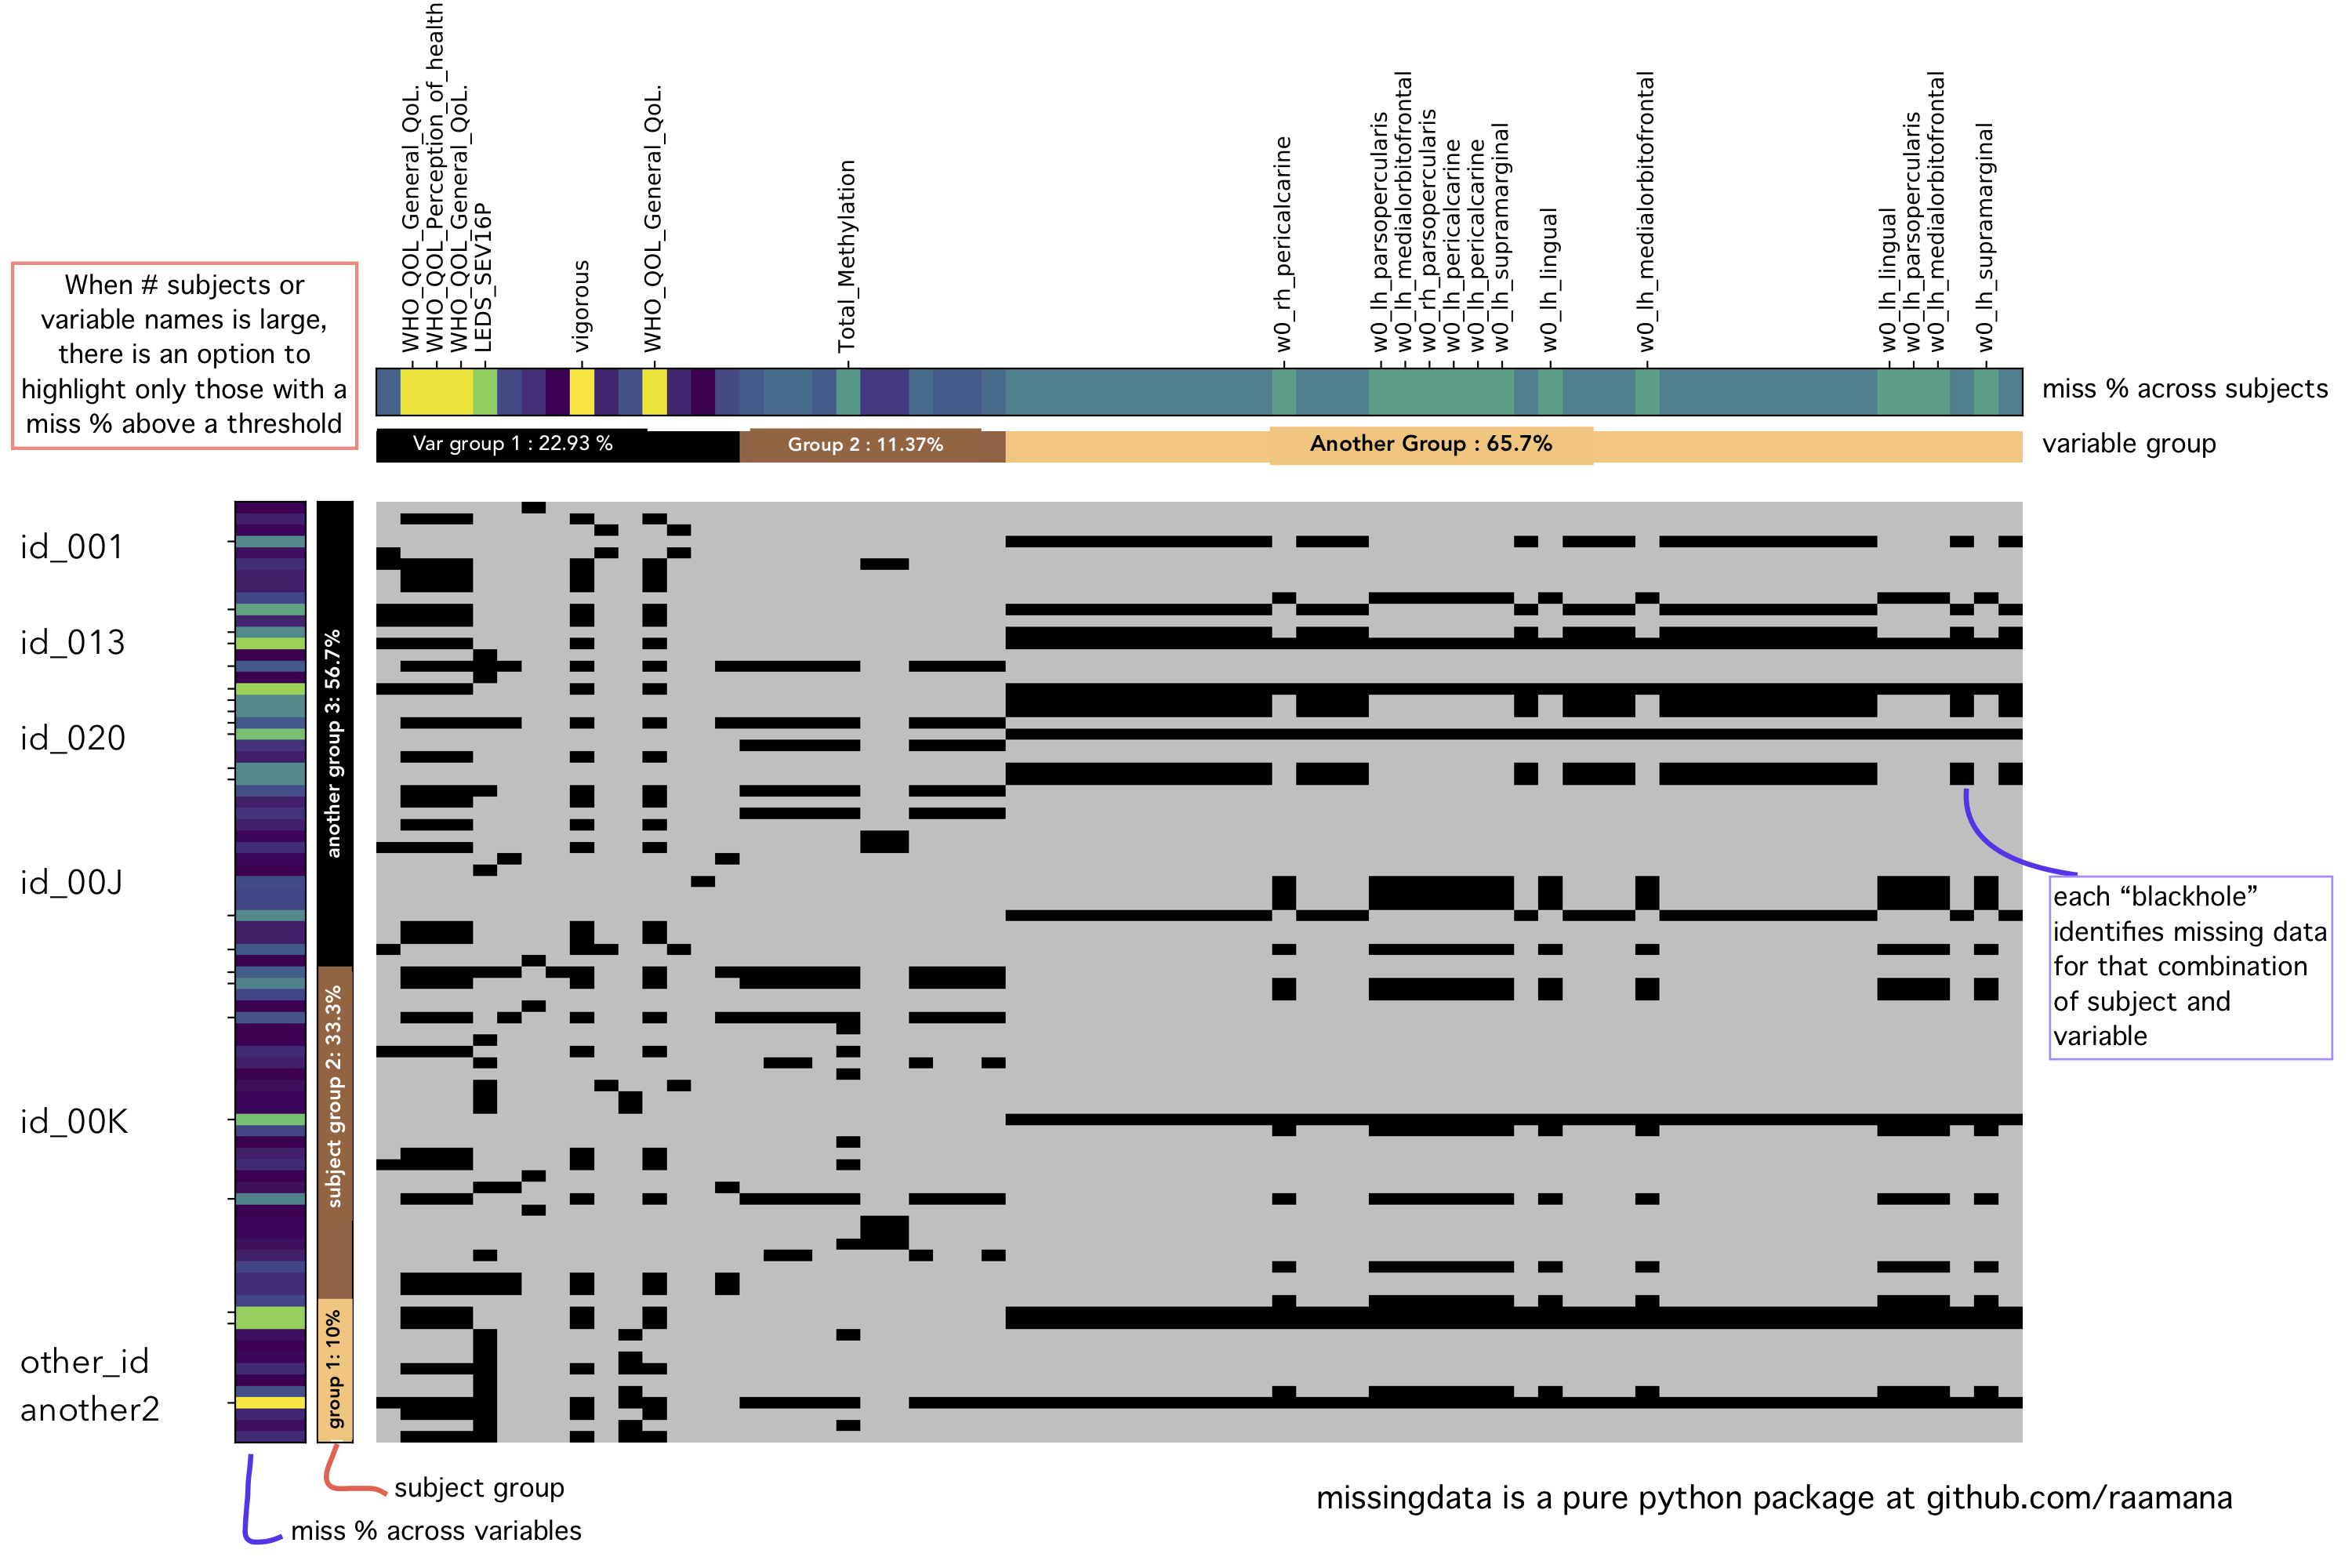 WHO_QOL_General_QoL.
WHO_QOL_Perception_of_health
WHO_QOL_General_QoL.
LEDS_SEV16P
vigorous
WHO_QOL_General_QoL.
Total_Methylation
w0_rh_pericalcarine
w0_lh_parsopercularis
w0_lh_medialorbitofrontal
w0_rh_parsopercularis
w0_lh_pericalcarine
w0_lh_pericalcarine
w0_lh_supramarginal
w0_lh_lingual
w0_lh_medialorbitofrontal
w0_lh_lingual
w0_lh_parsopercularis
w0_lh_medialorbitofrontal
w0_lh_supramarginal
When # subjects or
variable names is large,
there is an option to
highlight only those with a
miss % above a threshold
miss % across subjects
Var group 1 : 22.93 %
Group 2 : 11.37%
Another Group : 65.7%
variable group
id_001
id_013
id_020
id_00J
id_00K
other_id
another2
another group 3: 56.7%
subject group 2: 33.3%
group 1: 10%
each “blackhole”
identifies missing data
for that combination
of subject and
variable
subject group
miss % across variables
missingdata is a pure python package at github.com/raamana